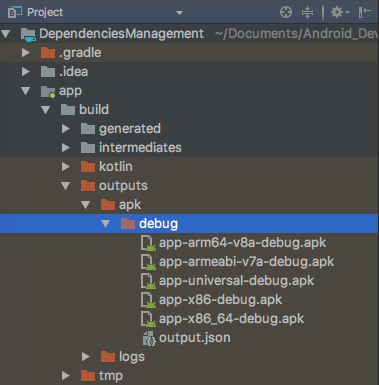 Project
DependenciesManagement ~/Documents/Android_Dev
.gradle
.idea
app
build
generated
intermediates
kotlin
outputs
apk
debug
app-arm64-v8a-debug.apk
app-armeabi-v7a-debug.apk
app-universal-debug.apk
app-x86-debug.apk
app-x86_64-debug.apk
output.json
logs
tmp